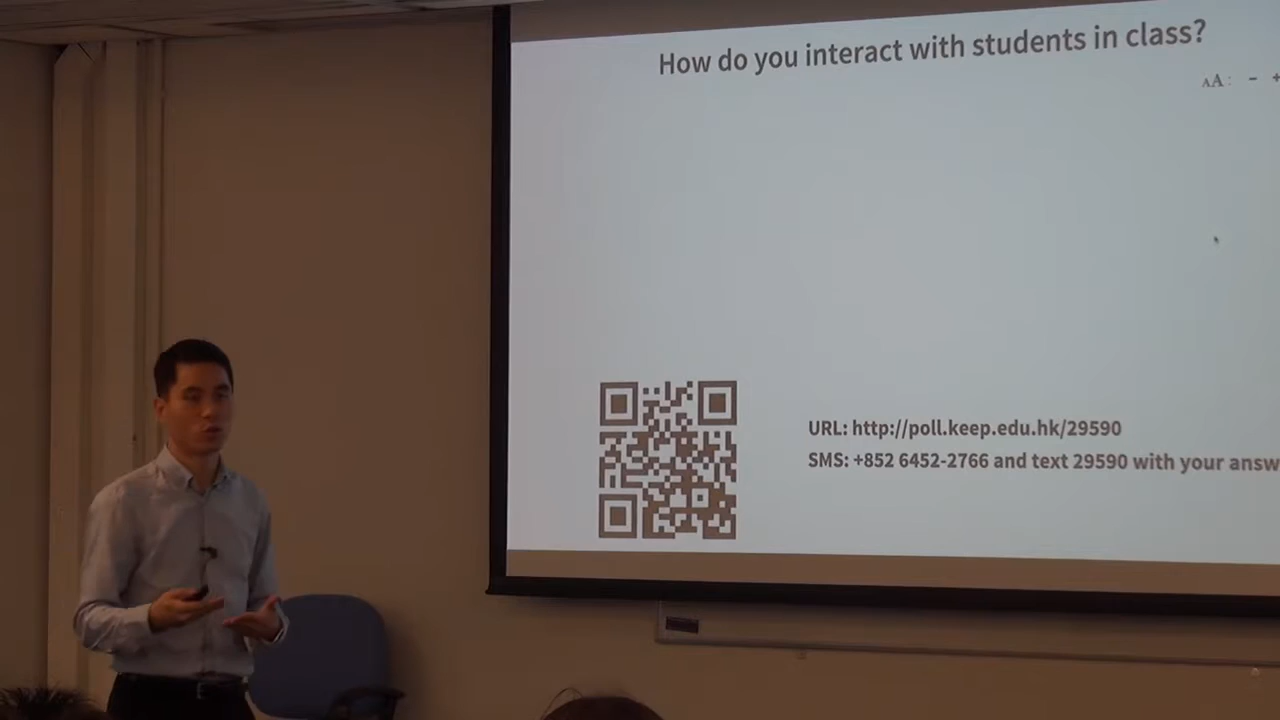 How do you interact with students in class?
AA: - +
URL: http://poll.keep.edu.hk/29590
SMS: +852 6452-2766 and text 29590 with your answ